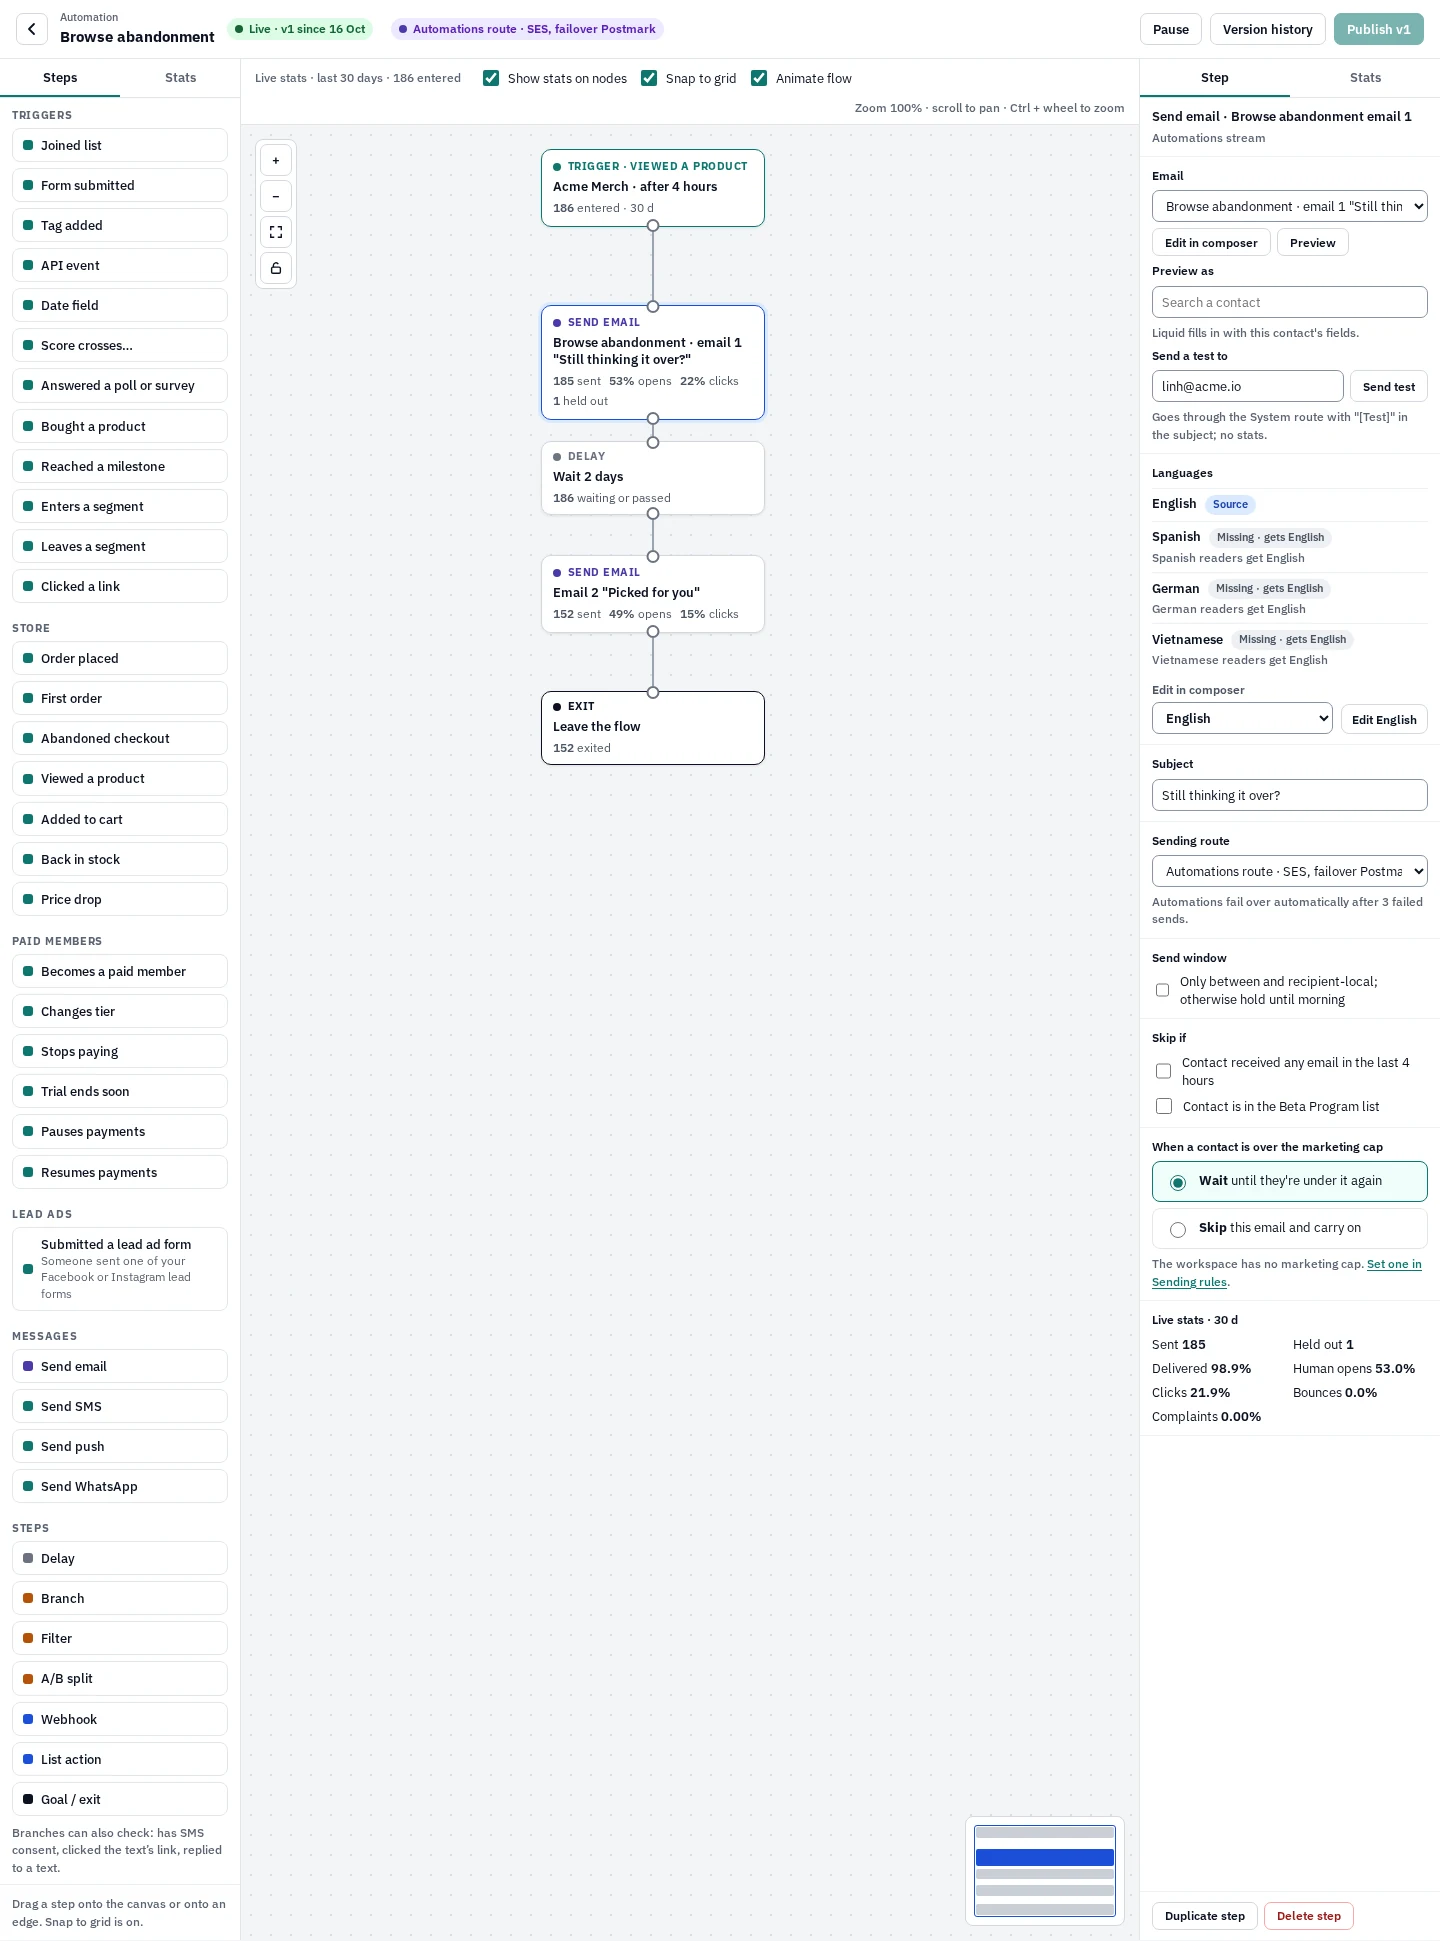 Automation
Browse abandonment
Live · v1 since 16 Oct
Automations route · SES, failover Postmark
Pause
Version history
Publish v1
Steps
Stats
TRIGGERS
Joined list
Form submitted
Tag added
API event
Date field
Score crosses…
Answered a poll or survey
Bought a product
Reached a milestone
Enters a segment
Leaves a segment
Clicked a link
STORE
Order placed
First order
Abandoned checkout
Viewed a product
Added to cart
Back in stock
Price drop
PAID MEMBERS
Becomes a paid member
Changes tier
Stops paying
Trial ends soon
Pauses payments
Resumes payments
LEAD ADS
Submitted a lead ad form
Someone sent one of your
Facebook or Instagram lead
forms
MESSAGES
Send email
Send SMS
Send push
Send WhatsApp
STEPS
Delay
Branch
Filter
A/B split
Webhook
List action
Goal / exit
Branches can also check: has SMS
consent, clicked the text's link, replied
to a text.
Drag a step onto the canvas or onto an
edge. Snap to grid is on.
Live stats · last 30 days · 186 entered
Show stats on nodes
Snap to grid
Animate flow
Zoom 100% · scroll to pan · Ctrl + wheel to zoom
+
−
TRIGGER · VIEWED A PRODUCT
Acme Merch · after 4 hours
186 entered · 30 d
SEND EMAIL
Browse abandonment · email 1
"Still thinking it over?"
185 sent 53% opens 22% clicks
1 held out
DELAY
Wait 2 days
186 waiting or passed
SEND EMAIL
Email 2 "Picked for you"
152 sent 49% opens 15% clicks
EXIT
Leave the flow
152 exited
Step
Stats
Send email · Browse abandonment email 1
Automations stream
Email
Browse abandonment · email 1 "Still thin
Edit in composer
Preview
Preview as
Search a contact
Liquid fills in with this contact's fields.
Send a test to
linh@acme.io
Send test
Goes through the System route with "[Test]" in
the subject; no stats.
Languages
English Source
Spanish Missing · gets English
Spanish readers get English
German Missing · gets English
German readers get English
Vietnamese Missing · gets English
Vietnamese readers get English
Edit in composer
English
Edit English
Subject
Still thinking it over?
Sending route
Automations route · SES, failover Postma
Automations fail over automatically after 3 failed
sends.
Send window
Only between and recipient-local;
otherwise hold until morning
Skip if
Contact received any email in the last 4
hours
Contact is in the Beta Program list
When a contact is over the marketing cap
Wait until they're under it again
Skip this email and carry on
The workspace has no marketing cap. Set one in
Sending rules.
Live stats · 30 d
Sent 185
Held out 1
Delivered 98.9%
Human opens 53.0%
Clicks 21.9%
Bounces 0.0%
Complaints 0.00%
Duplicate step
Delete step